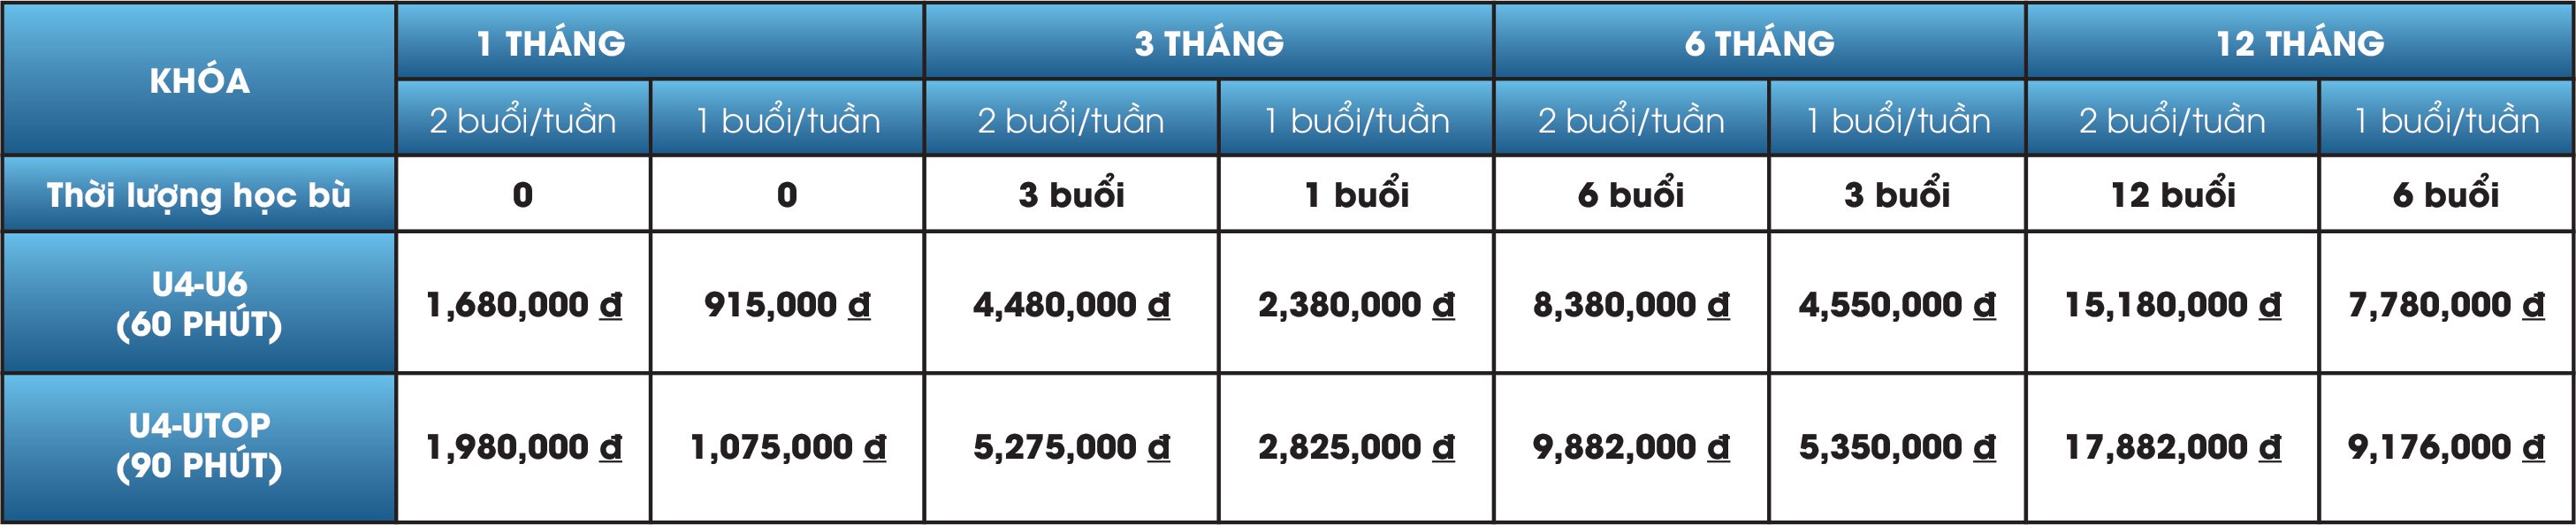 KHÓA
1 THÁNG
3 THÁNG
6 THÁNG
12 THÁNG
2 buổi/tuần
1 buổi/tuần
2 buổi/tuần
1 buổi/tuần
2 buổi/tuần
1 buổi/tuần
2 buổi/tuần
1 buổi/tuần
Thời lượng học bù
0
0
3 buổi
1 buổi
6 buổi
3 buổi
12 buổi
6 buổi
U4-U6
(60 PHÚT)
1,680,000 đ
915,000 đ
4,480,000 đ
2,380,000 đ
8,380,000 đ
4,550,000 đ
15,180,000 đ
7,780,000 đ
U4-UTOP
(90 PHÚT)
1,980,000 đ
1,075,000 đ
5,275,000 đ
2,825,000 đ
9,882,000 đ
5,350,000 đ
17,882,000 đ
9,176,000 đ